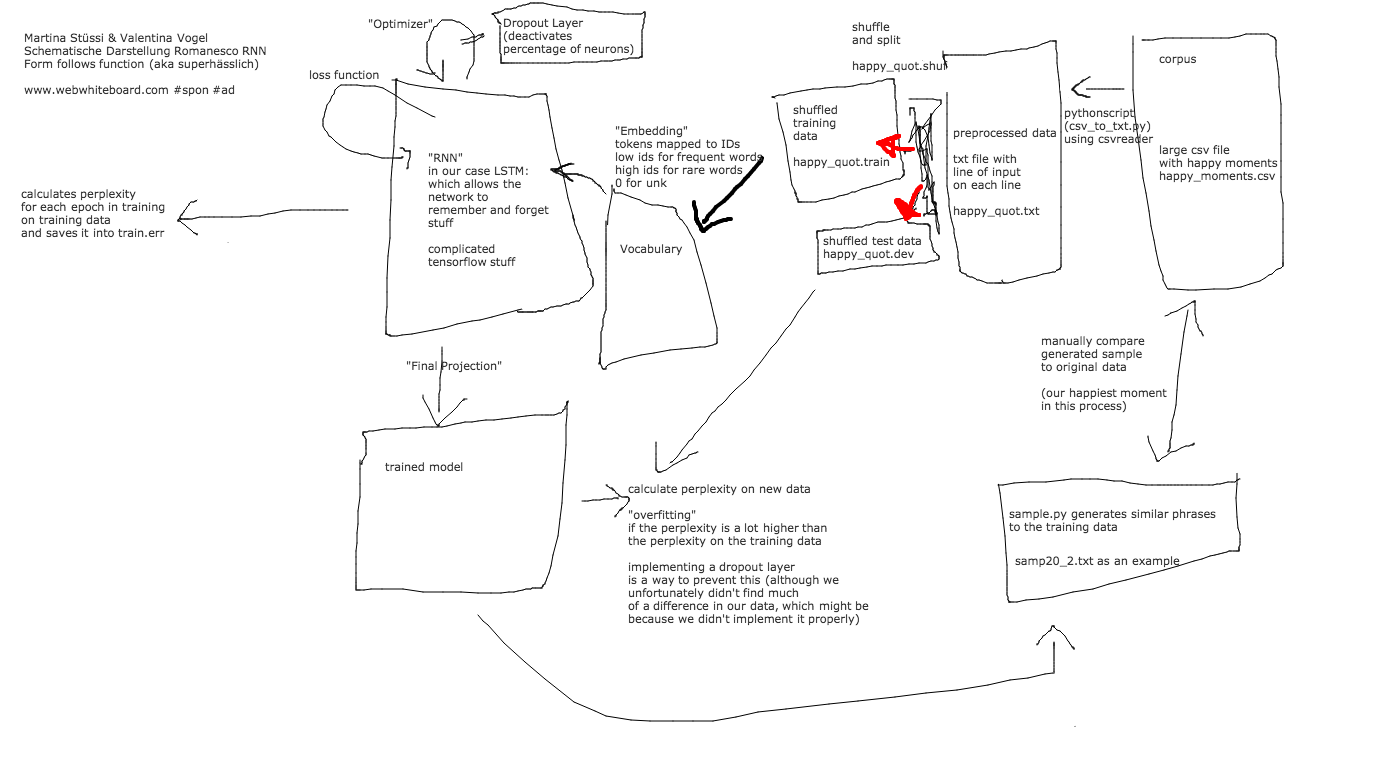 Martina Stüssi & Valentina Vogel
Schematische Darstellung Romanesco RNN
Form follows function (aka superhässlich)
www.webwhiteboard.com #spon #ad
"Optimizer"
Dropout Layer
(deactivates
percentage of neurons)
loss function
"RNN"
in our case LSTM:
which allows the
network to
remember and forget
stuff
complicated
tensorflow stuff
calculates perplexity
for each epoch in training
on training data
and saves it into train.err
"Embedding"
tokens mapped to IDs
low ids for frequent words
high ids for rare words
0 for unk
Vocabulary
shuffle
and split
happy_quot.shuf
shuffled
training
data
happy_quot.train
shuffled test data
happy_quot.dev
preprocessed data
txt file with
line of input
on each line
happy_quot.txt
pythonscript
(csv_to_txt.py)
using csvreader
corpus
large csv file
with happy moments
happy_moments.csv
manually compare
generated sample
to original data
(our happiest moment
in this process)
"Final Projection"
trained model
calculate perplexity on new data
"overfitting"
if the perplexity is a lot higher than
the perplexity on the training data
implementing a dropout layer
is a way to prevent this (although we
unfortunately didn't find much
of a difference in our data, which might be
because we didn't implement it properly)
sample.py generates similar phrases
to the training data
samp20_2.txt as an example